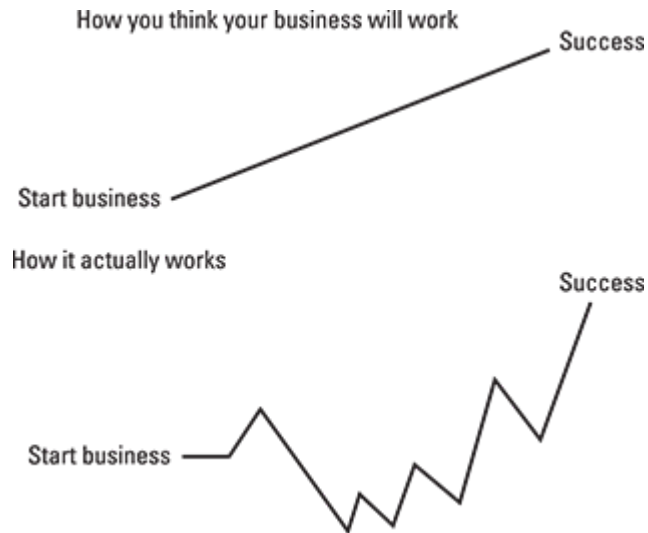 How you think your business will work
Success
Start business
How it actually works
Success
Start business